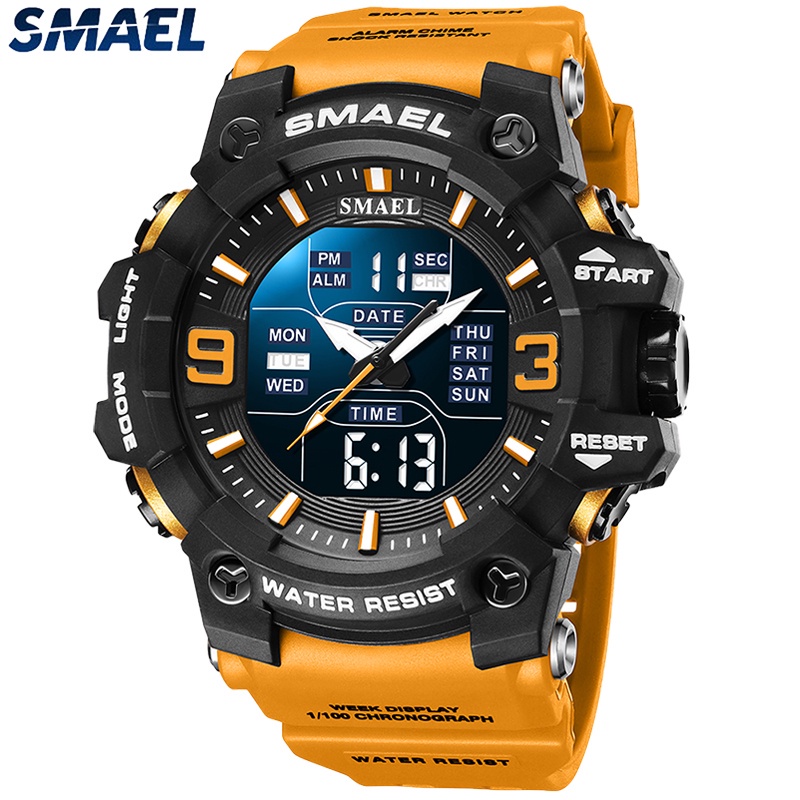 SMAEL
SMAEL WATCH
ALARM CHIME
SHOCK RESISTANT
SMAEL
SMAEL
PM 11 SEC
ALM CHR
DATE
MON THU
TUE FRI
WED SAT
SUN
9 3
TIME
6:13
LIGHT
MODE
START
RESET
WATER RESIST
WEEK DISPLAY
1/100 CHRONOGRAPH
WATER RESIST